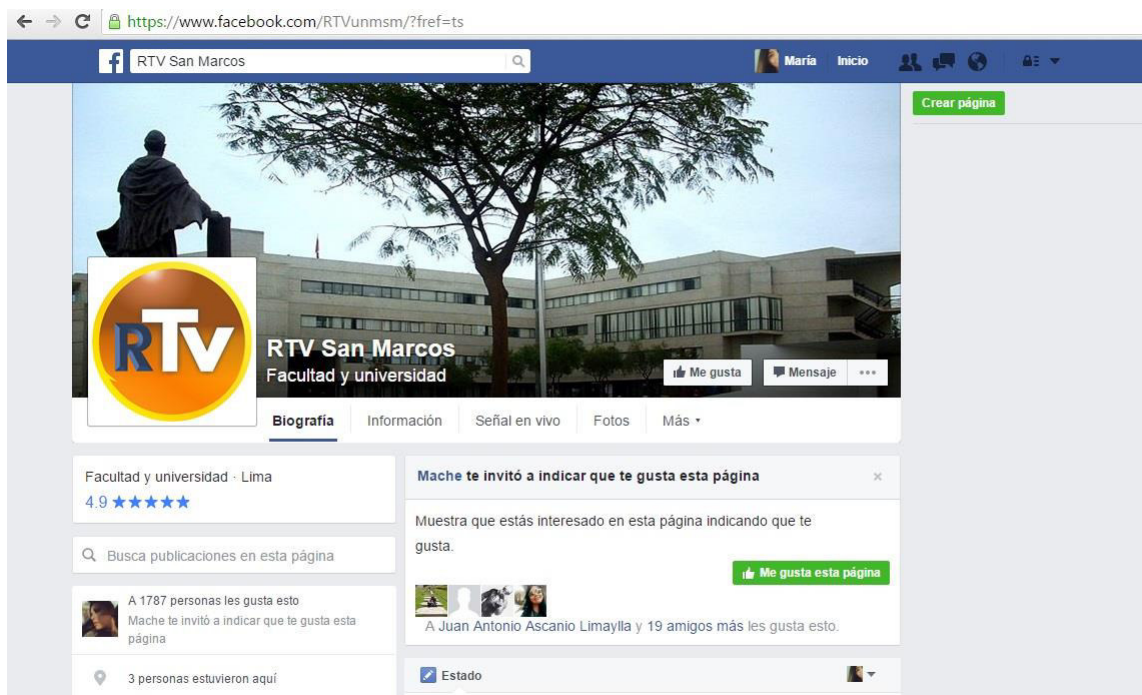 https://www.facebook.com/RTVunmsm/?fref=ts
f
RTV San Marcos
María
Inicio
Crear página
RTV
RTV San Marcos
Facultad y universidad
Me gusta
Mensaje
Biografía
Información
Señal en vivo
Fotos
Más
Facultad y universidad · Lima
4.9
Busca publicaciones en esta página
A 1787 personas les gusta esto
Mache te invitò a indicar que te gusta esta
página
3 personas estuvieron aquí
Mache te invitó a indicar que te gusta esta página
Muestra que estás interesado en esta página indicando que te
gusta.
Me gusta esta página
A Juan Antonio Ascanio Limaylla y 19 amigos más les gusta esto.
Estado